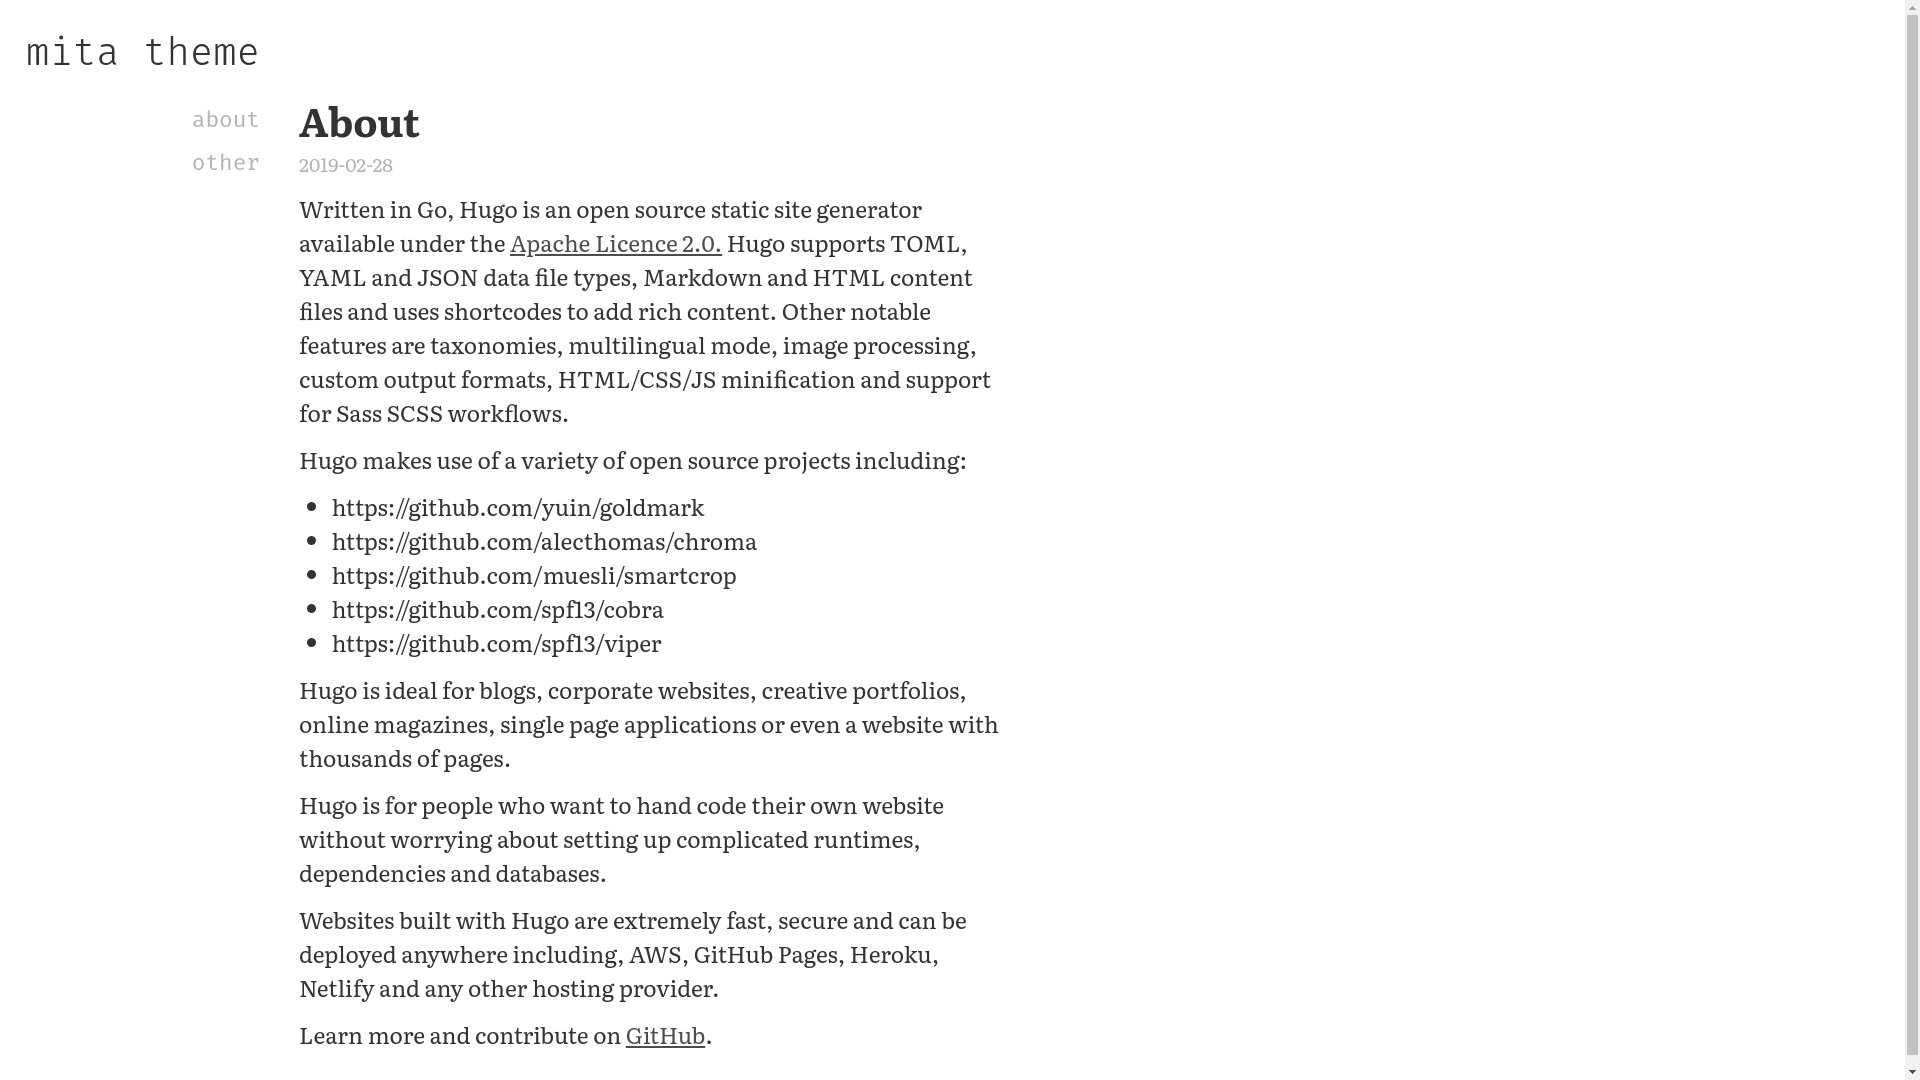 mita theme
about
other
About
2019-02-28
Written in Go, Hugo is an open source static site generator
available under the Apache Licence 2.0. Hugo supports TOML,
YAML and JSON data file types, Markdown and HTML content
files and uses shortcodes to add rich content. Other notable
features are taxonomies, multilingual mode, image processing,
custom output formats, HTML/CSS/JS minification and support
for Sass SCSS workflows.
Hugo makes use of a variety of open source projects including:
https://github.com/yuin/goldmark
https://github.com/alecthomas/chroma
https://github.com/muesli/smartcrop
https://github.com/spf13/cobra
https://github.com/spf13/viper
Hugo is ideal for blogs, corporate websites, creative portfolios,
online magazines, single page applications or even a website with
thousands of pages.
Hugo is for people who want to hand code their own website
without worrying about setting up complicated runtimes,
dependencies and databases.
Websites built with Hugo are extremely fast, secure and can be
deployed anywhere including, AWS, GitHub Pages, Heroku,
Netlify and any other hosting provider.
Learn more and contribute on GitHub.